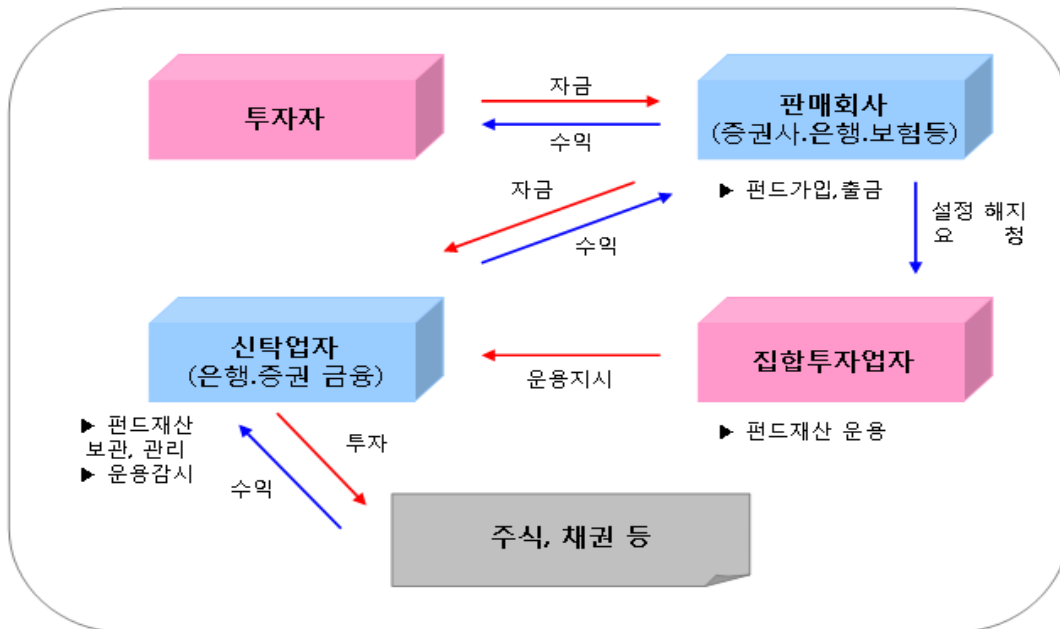 투자자
자금
수익
판매회사
(증권사.은행.보험등)
▶ 펀드가입,출금
자금
수익
설정 해지
요 청
신탁업자
(은행.증권 금융)
▶ 펀드재산
보관, 관리
▶ 운용감시
운용지시
집합투자업자
▶ 펀드재산 운용
투자
수익
주식, 채권 등